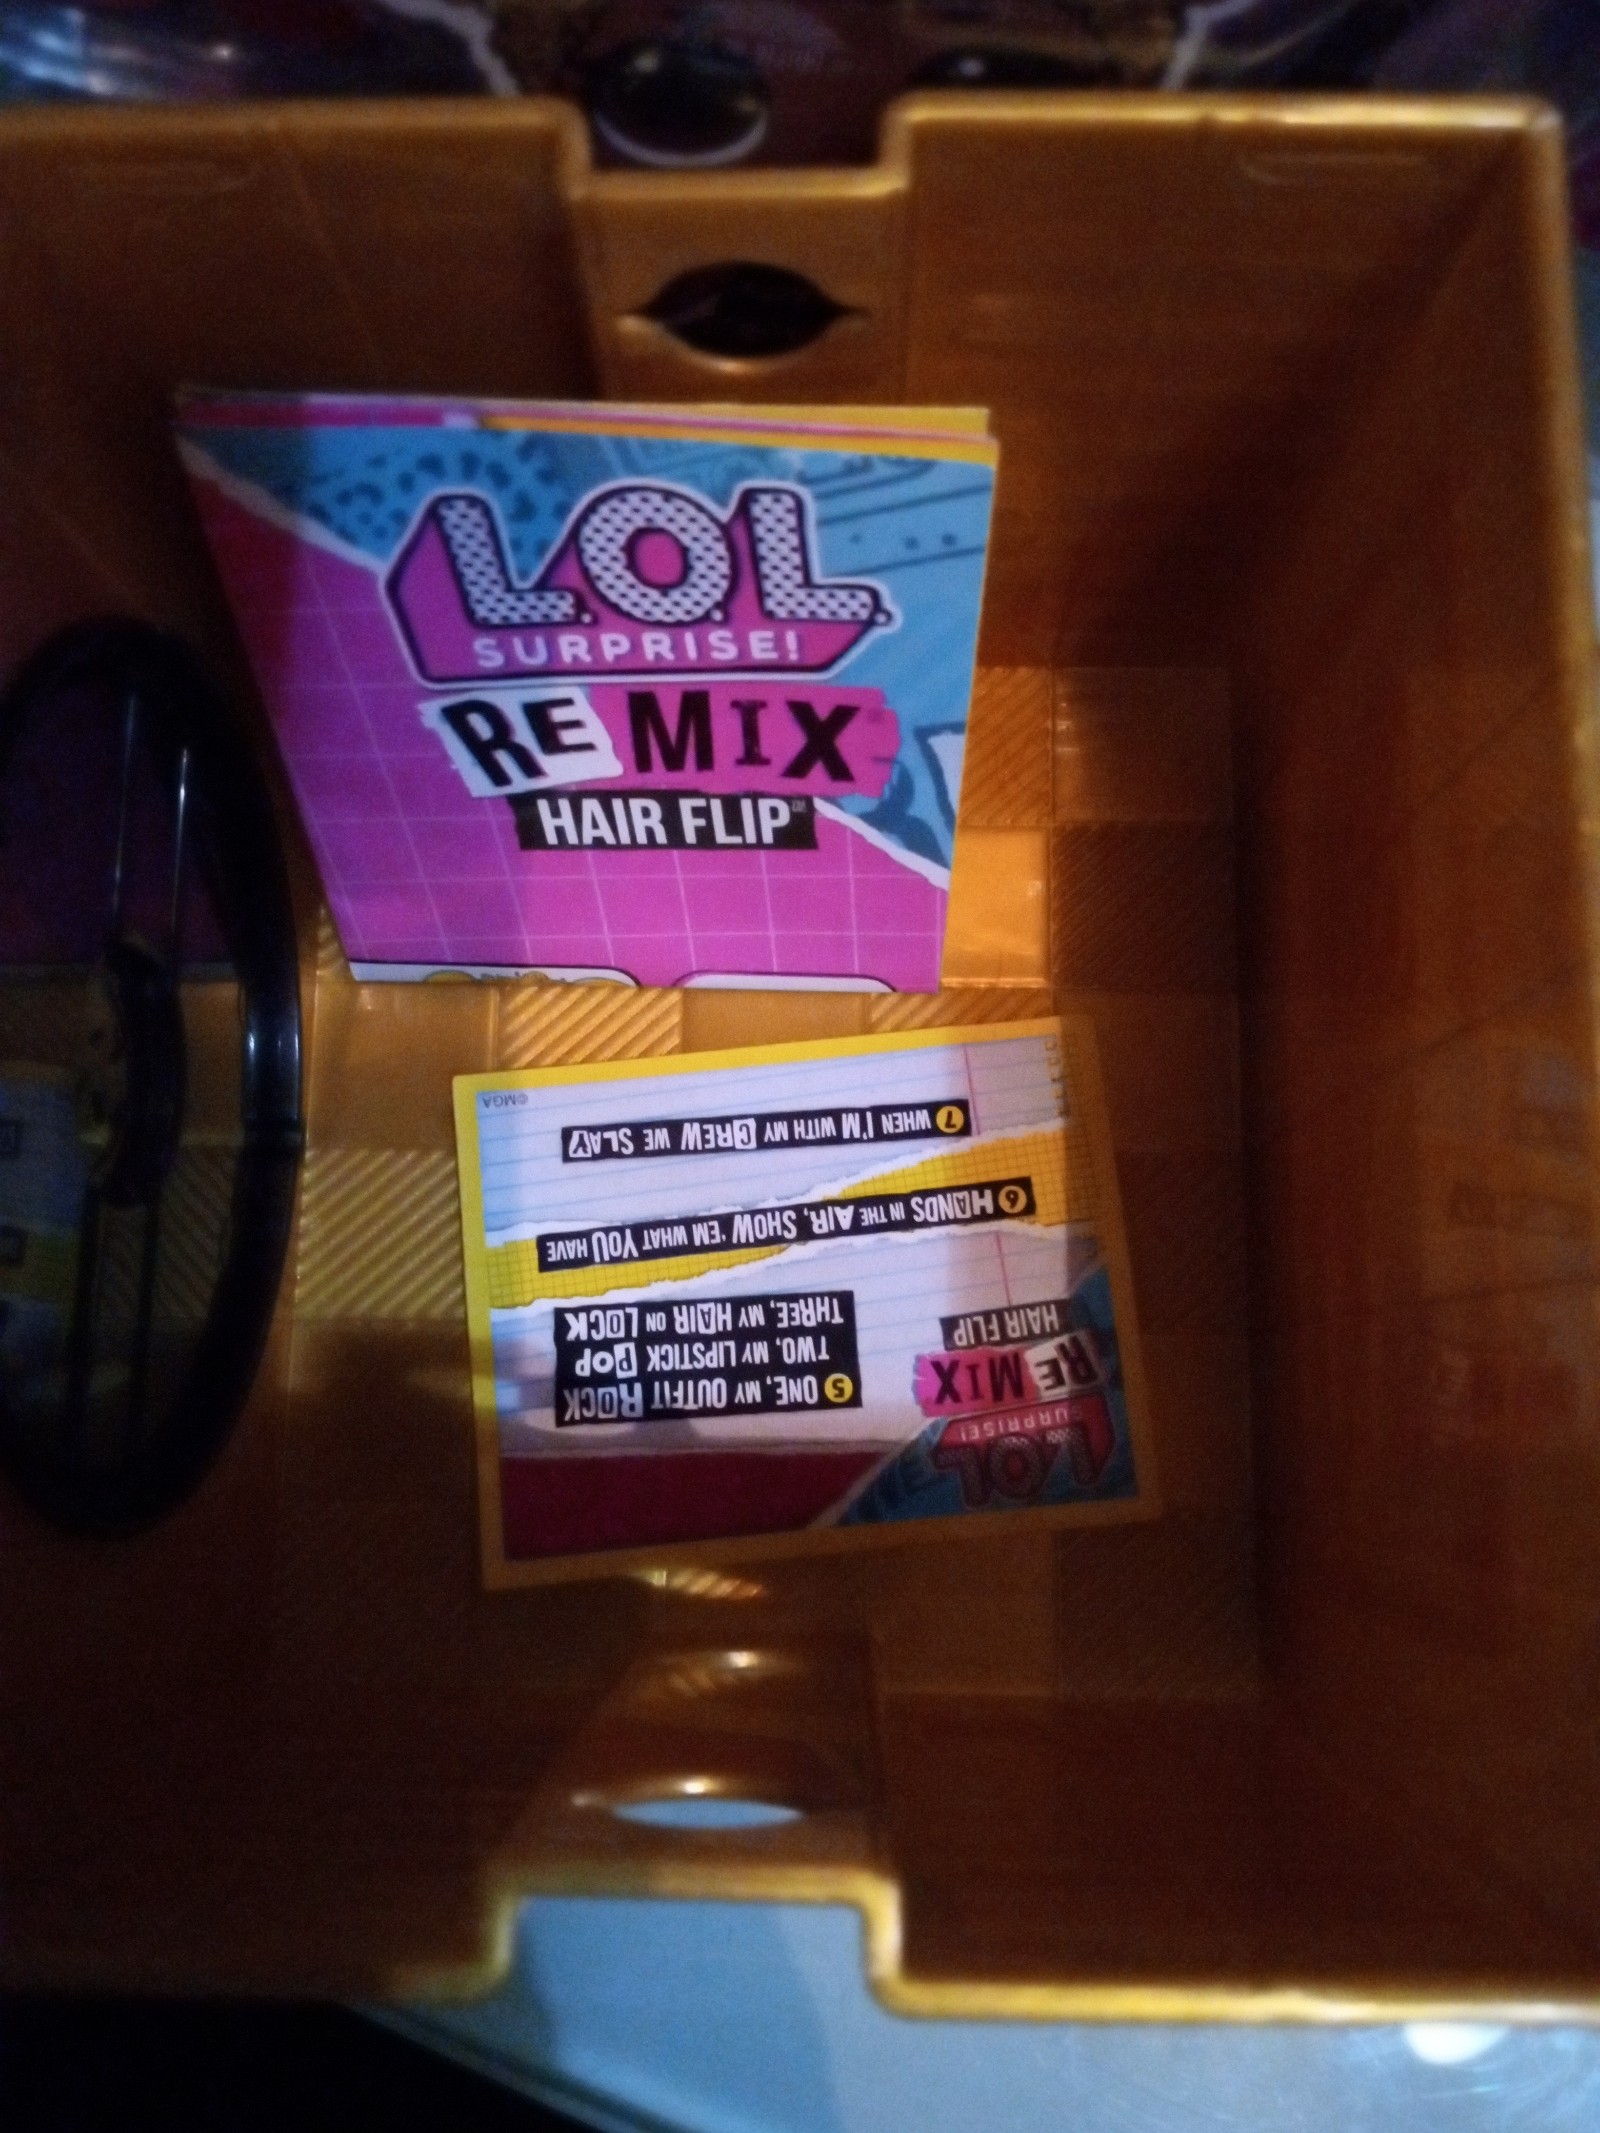 L.O.L.
SURPRISE!
REMIX
HAIR FLIP™
L.O.L.
SURPRISE!
REMIX
HAIR FLIP
5 ONE, MY OUTFIT ROCK
TWO, MY LIPSTICK POP
THREE, MY HAIR ON LOCK
6 HANDS IN THE AIR, SHOW 'EM WHAT YOU HAVE
7 WHEN I'M WITH MY CREW WE SLAY
©MGA